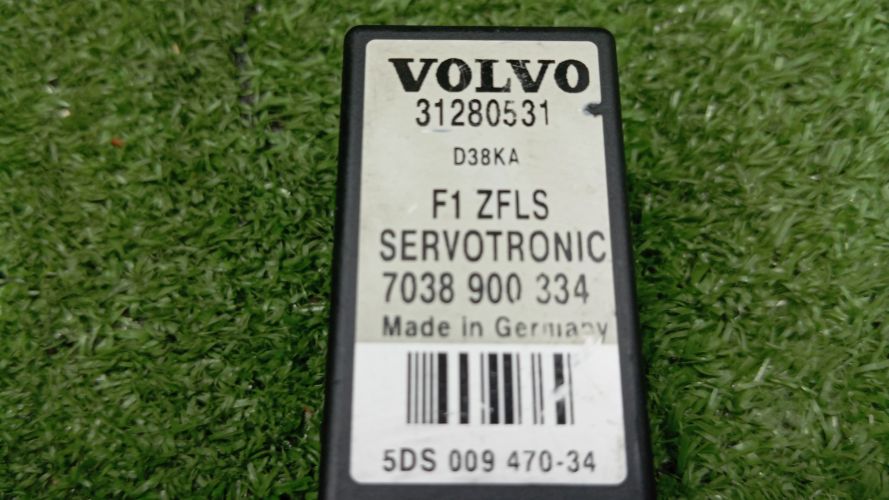 VOLVO
31280531
D38KA
F1 ZFLS
SERVOTRONIC
7038 900 334
Made in Germany
5DS 009 470-34